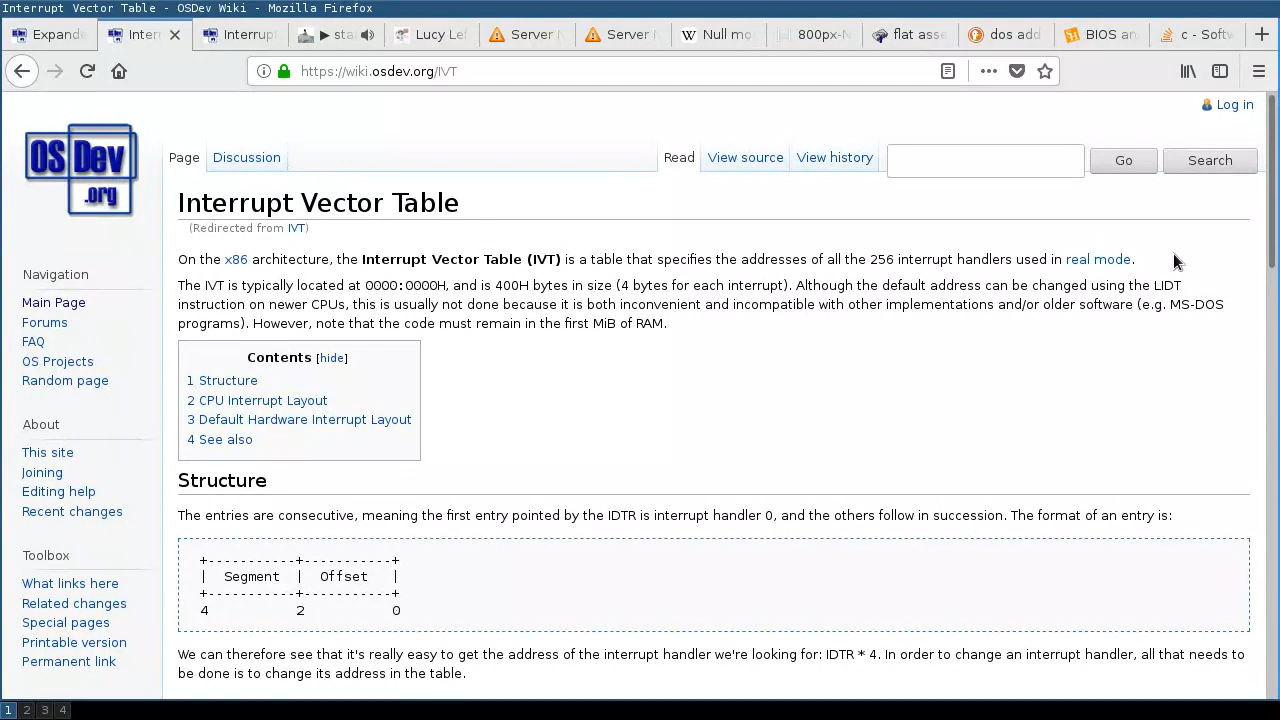 Interrupt Vector Table - OSDev Wiki - Mozilla Firefox
Expand Inter Interrupt ▶ sta Lucy Le Server Server Null mo 800px-N flat asse dos add BIOS an c - Soft
https://wiki.osdev.org/IVT
Log in
OS Dev
.org
Page Discussion Read View source View history Go Search
Interrupt Vector Table
(Redirected from IVT)
On the x86 architecture, the Interrupt Vector Table (IVT) is a table that specifies the addresses of all the 256 interrupt handlers used in real mode.
The IVT is typically located at 0000:0000H, and is 400H bytes in size (4 bytes for each interrupt). Although the default address can be changed using the LIDT
instruction on newer CPUs, this is usually not done because it is both inconvenient and incompatible with other implementations and/or older software (e.g. MS-DOS
programs). However, note that the code must remain in the first MiB of RAM.
Contents [hide]
1 Structure
2 CPU Interrupt Layout
3 Default Hardware Interrupt Layout
4 See also
Structure
The entries are consecutive, meaning the first entry pointed by the IDTR is interrupt handler 0, and the others follow in succession. The format of an entry is:
+-----------+-----------+
| Segment | Offset |
+-----------+-----------+
4 2 0
We can therefore see that it's really easy to get the address of the interrupt handler we're looking for: IDTR * 4. In order to change an interrupt handler, all that needs to
be done is to change its address in the table.
Navigation
Main Page
Forums
FAQ
OS Projects
Random page
About
This site
Joining
Editing help
Recent changes
Toolbox
What links here
Related changes
Special pages
Printable version
Permanent link
1 2 3 4